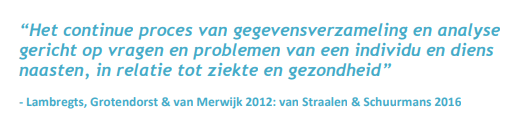 “Het continue proces van gegevensverzameling en analyse
gericht op vragen en problemen van een individu en diens
naasten, in relatie tot ziekte en gezondheid”
- Lambregts, Grotendorst & van Merwijk 2012: van Straalen & Schuurmans 2016